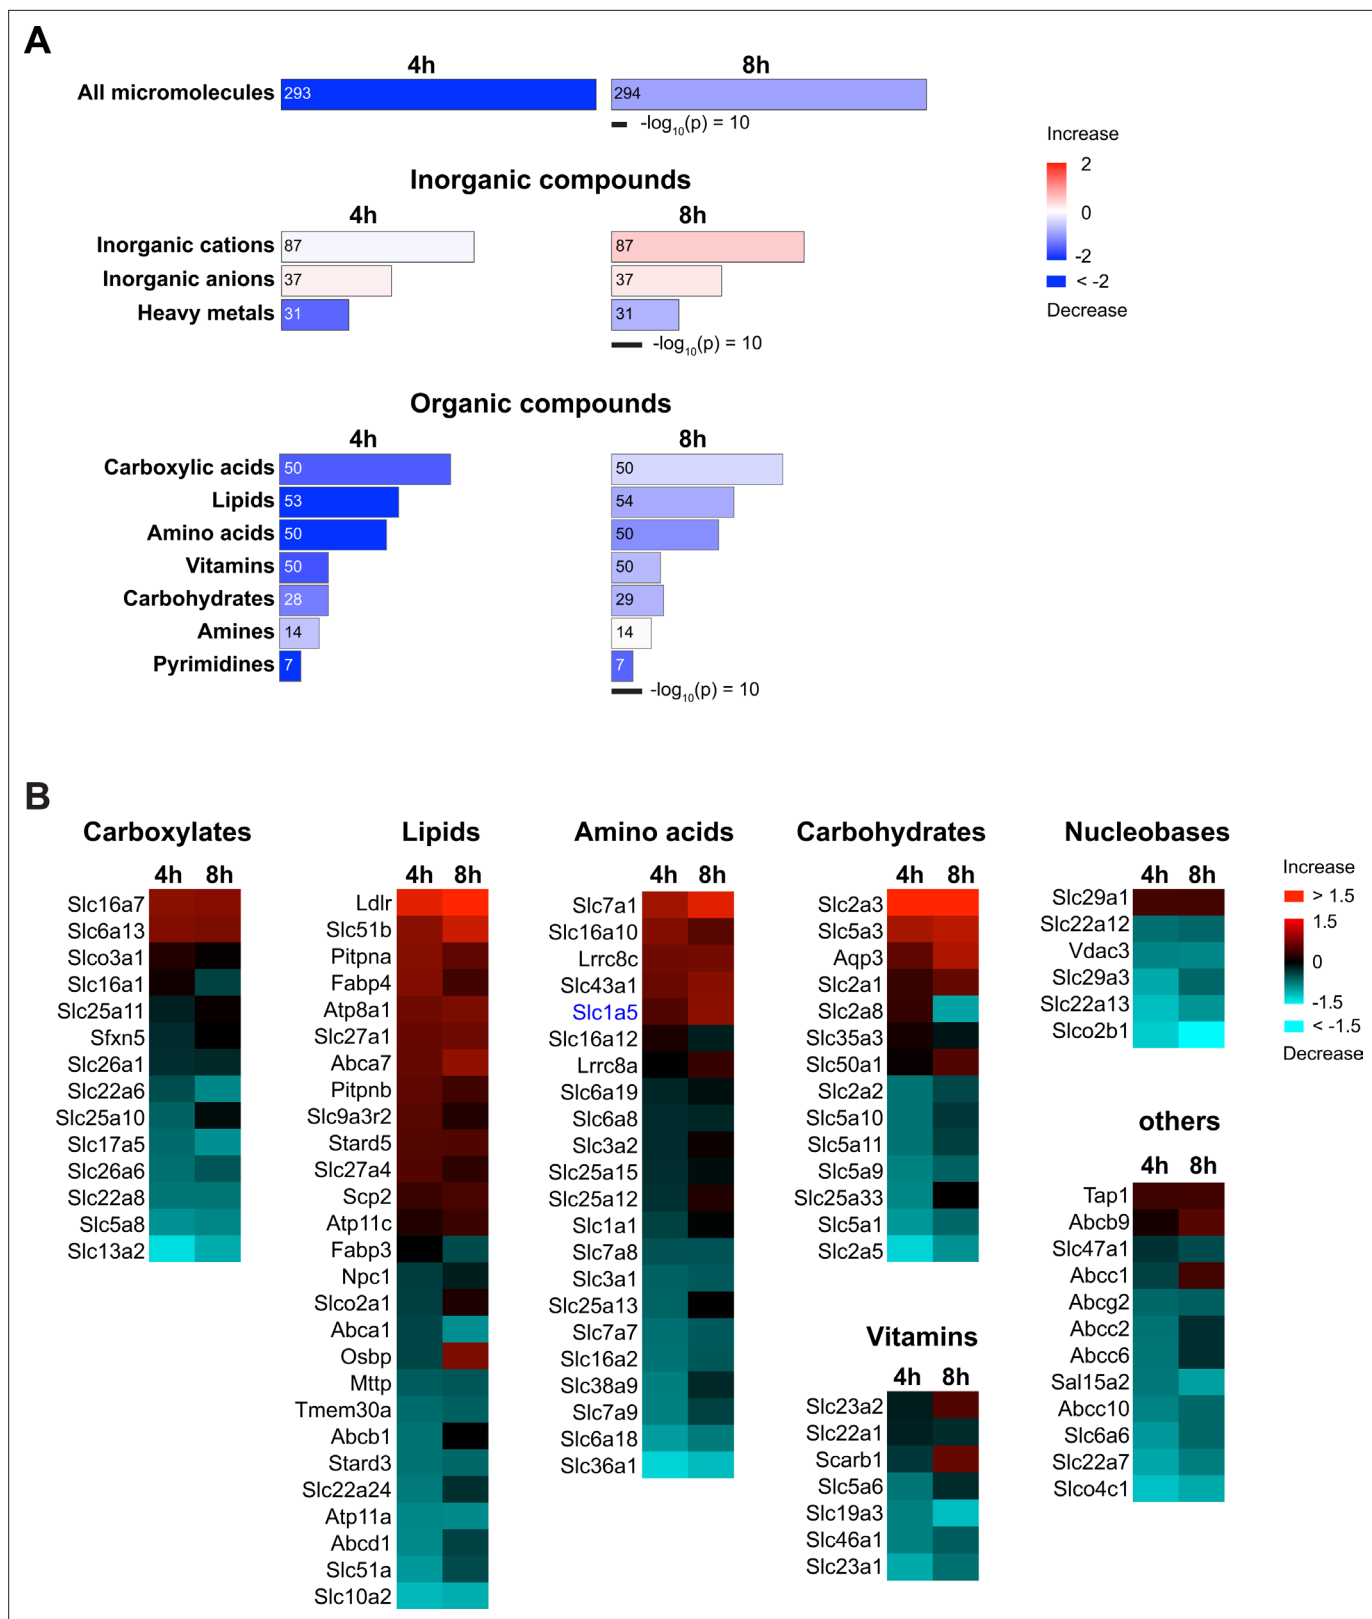 A
4h 8h
All micromolecules 293 294
-log10(p) = 10
Increase
2
0
-2
< -2
Decrease
Inorganic compounds
4h 8h
Inorganic cations 87 87
Inorganic anions 37 37
Heavy metals 31 31
-log10(p) = 10
Organic compounds
4h 8h
Carboxylic acids 50 50
Lipids 53 54
Amino acids 50 50
Vitamins 50 50
Carbohydrates 28 29
Amines 14 14
Pyrimidines 7 7
-log10(p) = 10
B
Carboxylates
4h 8h
Slc16a7
Slc6a13
Slco3a1
Slc16a1
Slc25a11
Sfxn5
Slc26a1
Slc22a6
Slc25a10
Slc17a5
Slc26a6
Slc22a8
Slc5a8
Slc13a2
Lipids
4h 8h
Ldlr
Slc51b
Pitpna
Fabp4
Atp8a1
Slc27a1
Abca7
Pitpnb
Slc9a3r2
Stard5
Slc27a4
Scp2
Atp11c
Fabp3
Npc1
Slco2a1
Abca1
Osbp
Mttp
Tmem30a
Abcb1
Stard3
Slc22a24
Atp11a
Abcd1
Slc51a
Slc10a2
Amino acids
4h 8h
Slc7a1
Slc16a10
Lrrc8c
Slc43a1
Slc1a5
Slc16a12
Lrrc8a
Slc6a19
Slc6a8
Slc3a2
Slc25a15
Slc25a12
Slc1a1
Slc7a8
Slc3a1
Slc25a13
Slc7a7
Slc16a2
Slc38a9
Slc7a9
Slc6a18
Slc36a1
Carbohydrates
4h 8h
Slc2a3
Slc5a3
Aqp3
Slc2a1
Slc2a8
Slc35a3
Slc50a1
Slc2a2
Slc5a10
Slc5a11
Slc5a9
Slc25a33
Slc5a1
Slc2a5
Vitamins
4h 8h
Slc23a2
Slc22a1
Scarb1
Slc5a6
Slc19a3
Slc46a1
Slc23a1
Nucleobases
4h 8h
Slc29a1
Slc22a12
Vdac3
Slc29a3
Slc22a13
Slco2b1
others
4h 8h
Tap1
Abcb9
Slc47a1
Abcc1
Abcg2
Abcc2
Abcc6
Sal15a2
Abcc10
Slc6a6
Slc22a7
Slco4c1
Increase
> 1.5
1.5
0
-1.5
< -1.5
Decrease